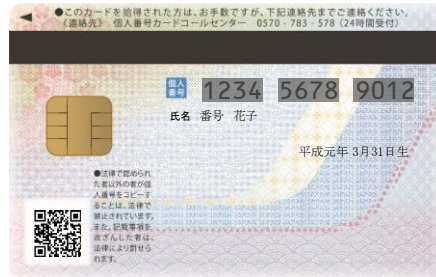 ●このカードを拾得された方は、お手数ですが、下記連絡先までご連絡ください。
《連絡先》 個人番号カードコールセンター 0570-783-578（24時間受付）
個人番号 1234 5678 9012
氏名 番号 花子
平成元年 3月31日生
●法律で認められ
た者以外の者が個
人番号をコピーす
ることは、法律で
禁止されています。
また、記載事項を
改ざんした者は、
法律により罰せら
れます。